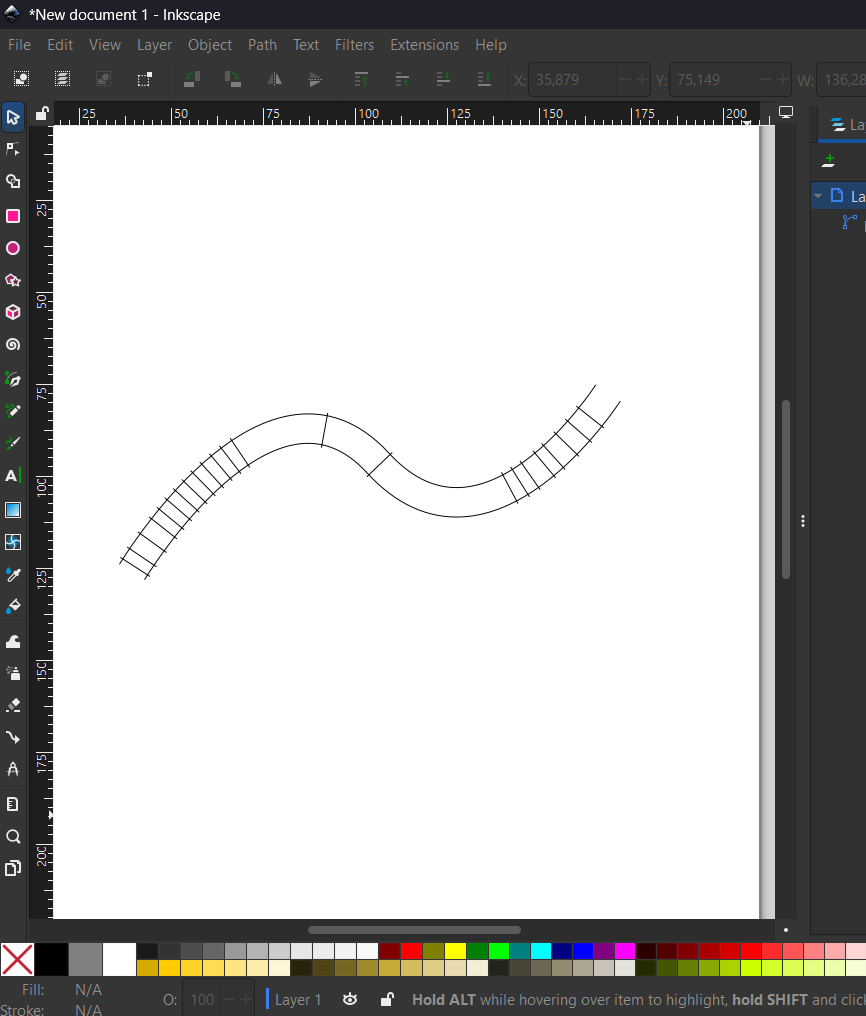 *New document 1 - Inkscape
File Edit View Layer Object Path Text Filters Extensions Help
X: 35,879 Y: 75,149 W: 136,28
25 50 75 100 125 150 175 200
La
La
25
50
75
100
125
150
175
200
Fill: N/A
O: 100 Layer 1 Hold ALT while hovering over item to highlight, hold SHIFT and clic
Stroke: N/A